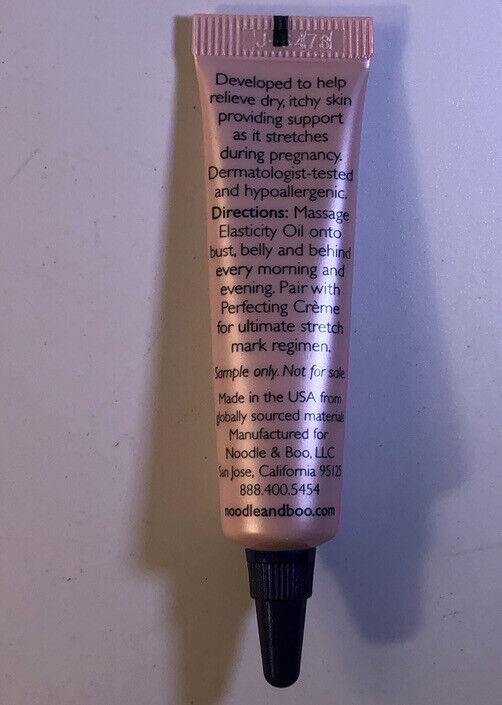 Developed to help
relieve dry, itchy skin
providing support
as it stretches
during pregnancy.
Dermatologist-tested
and hypoallergenic.
Directions: Massage
Elasticity Oil onto
bust, belly and behind
every morning and
evening. Pair with
Perfecting Crème
for ultimate stretch
mark regimen.
Sample only. Not for sale
Made in the USA from
globally sourced materials
Manufactured for
Noodle & Boo, LLC
San Jose, California 95125
888.400.5454
noodleandboo.com